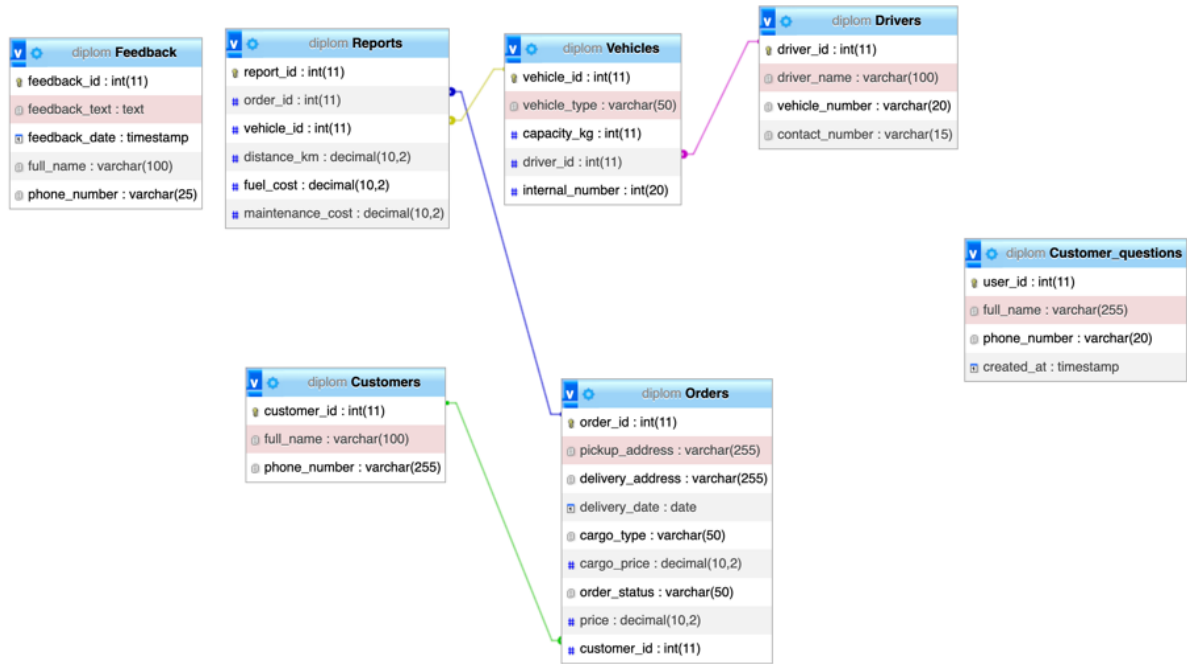 diplom Feedback
feedback_id : int(11)
feedback_text : text
feedback_date : timestamp
full_name : varchar(100)
phone_number : varchar(25)
diplom Reports
report_id : int(11)
order_id : int(11)
vehicle_id : int(11)
distance_km : decimal(10,2)
fuel_cost : decimal(10,2)
maintenance_cost : decimal(10,2)
diplom Vehicles
vehicle_id : int(11)
vehicle_type : varchar(50)
capacity_kg : int(11)
driver_id : int(11)
internal_number : int(20)
diplom Drivers
driver_id : int(11)
driver_name : varchar(100)
vehicle_number : varchar(20)
contact_number : varchar(15)
diplom Customer_questions
user_id : int(11)
full_name : varchar(255)
phone_number : varchar(20)
created_at : timestamp
diplom Customers
customer_id : int(11)
full_name : varchar(100)
phone_number : varchar(255)
diplom Orders
order_id : int(11)
pickup_address : varchar(255)
delivery_address : varchar(255)
delivery_date : date
cargo_type : varchar(50)
cargo_price : decimal(10,2)
order_status : varchar(50)
price : decimal(10,2)
customer_id : int(11)